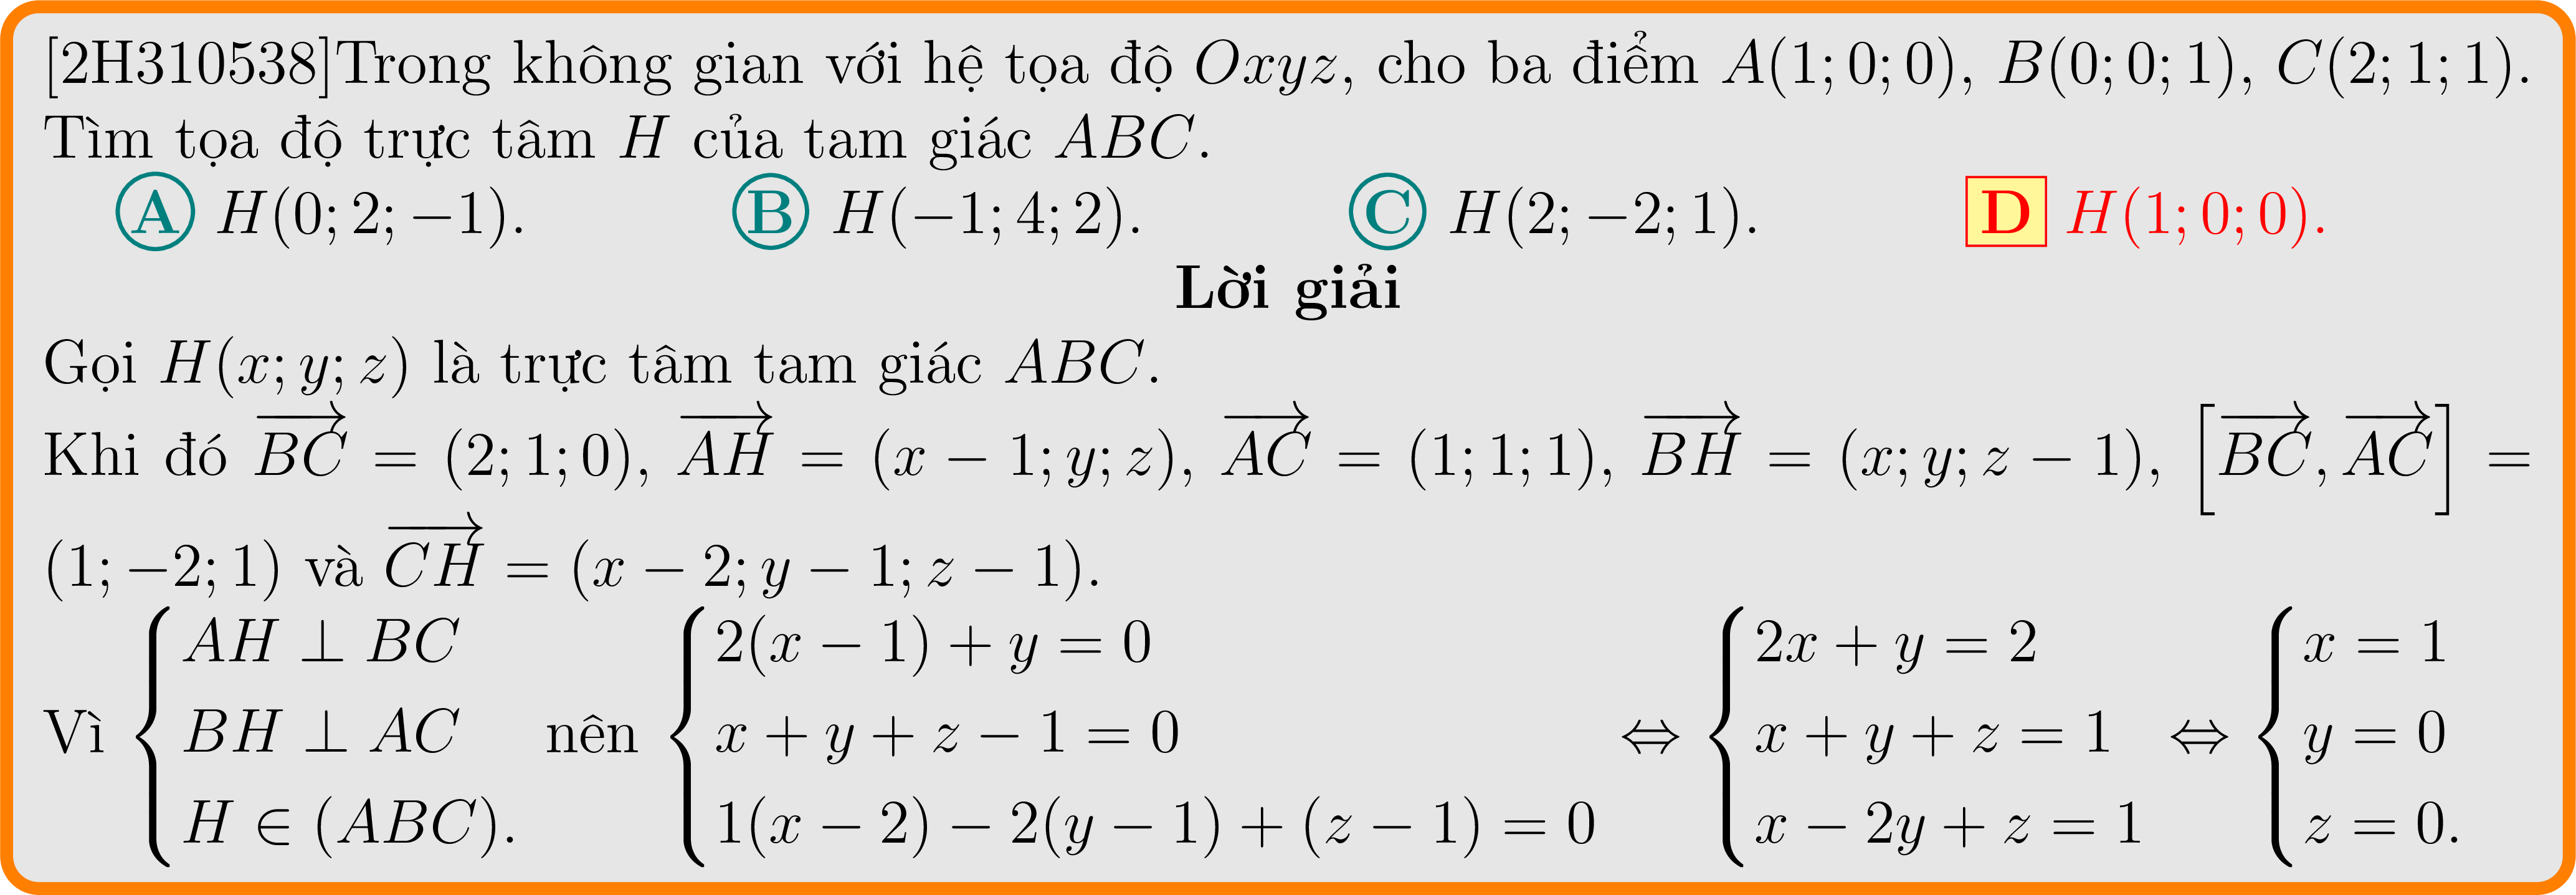 [2H310538]Trong không gian với hệ tọa độ Oxyz, cho ba điểm A(1; 0; 0), B(0; 0; 1), C(2; 1; 1).
Tìm tọa độ trực tâm H của tam giác ABC.
A H(0; 2; −1). B H(−1; 4; 2). C H(2; −2; 1). D H(1; 0; 0).
Lời giải
Gọi H(x; y; z) là trực tâm tam giác ABC.
Khi đó $\overrightarrow{BC}$ = (2; 1; 0), $\overrightarrow{AH}$ = (x − 1; y; z), $\overrightarrow{AC}$ = (1; 1; 1), $\overrightarrow{BH}$ = (x; y; z − 1), $\left[\overrightarrow{BC}, \overrightarrow{AC}\right]$ =
(1; −2; 1) và $\overrightarrow{CH}$ = (x − 2; y − 1; z − 1).
Vì $\begin{cases} AH \perp BC \\ BH \perp AC \\ H \in (ABC). \end{cases}$ nên $\begin{cases} 2(x - 1) + y = 0 \\ x + y + z - 1 = 0 \\ 1(x - 2) - 2(y - 1) + (z - 1) = 0 \end{cases}$ ⇔ $\begin{cases} 2x + y = 2 \\ x + y + z = 1 \\ x - 2y + z = 1 \end{cases}$ ⇔ $\begin{cases} x = 1 \\ y = 0 \\ z = 0. \end{cases}$